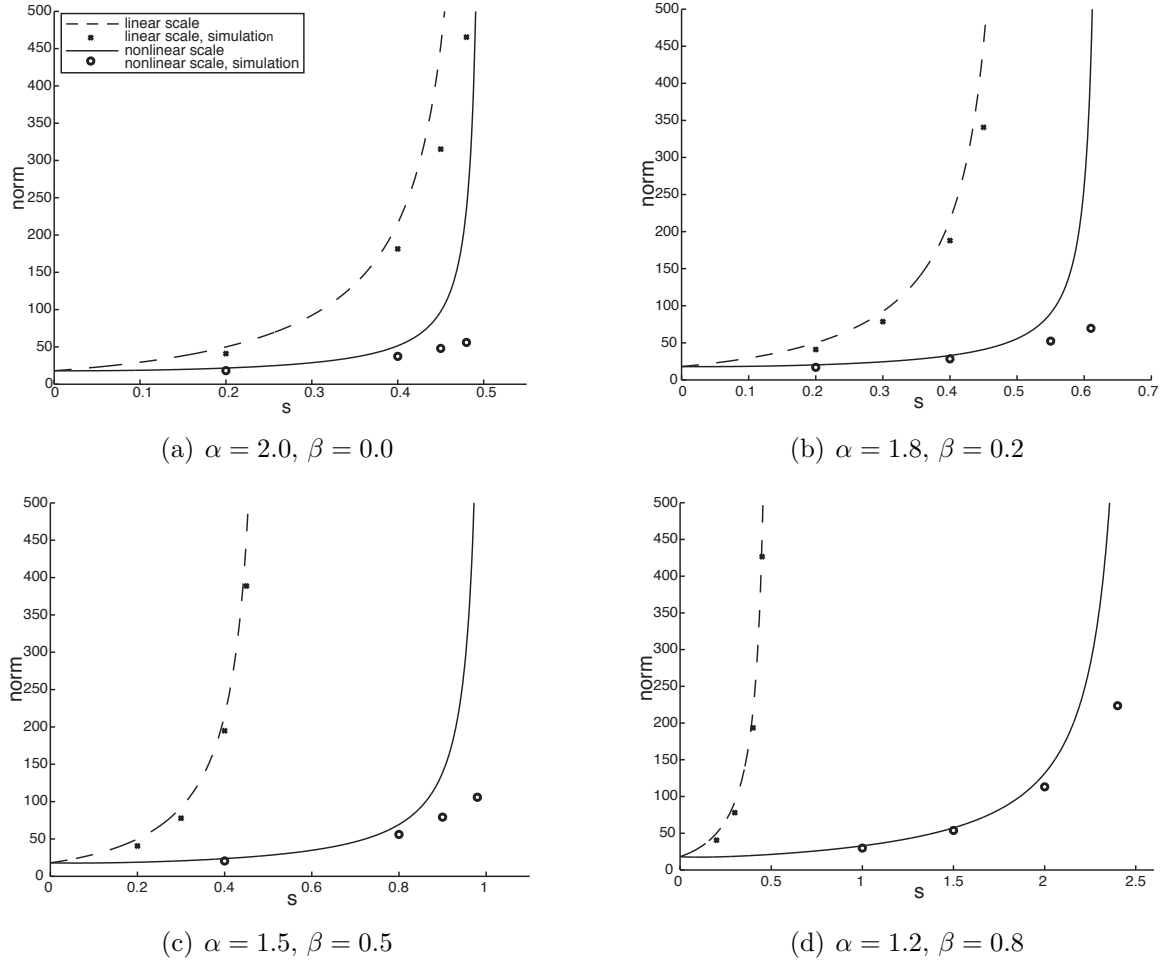 500
450
400
350
300
250
200
150
100
50
0
norm
linear scale
linear scale, simulation
nonlinear scale
nonlinear scale, simulation
0 0.1 0.2 0.3 0.4 0.5
s
(a) α = 2.0, β = 0.0
500
450
400
350
300
250
200
150
100
50
0
norm
0 0.1 0.2 0.3 0.4 0.5 0.6 0.7
s
(b) α = 1.8, β = 0.2
500
450
400
350
300
250
200
150
100
50
0
norm
0 0.2 0.4 0.6 0.8 1
s
(c) α = 1.5, β = 0.5
500
450
400
350
300
250
200
150
100
50
0
norm
0 0.5 1 1.5 2 2.5
s
(d) α = 1.2, β = 0.8